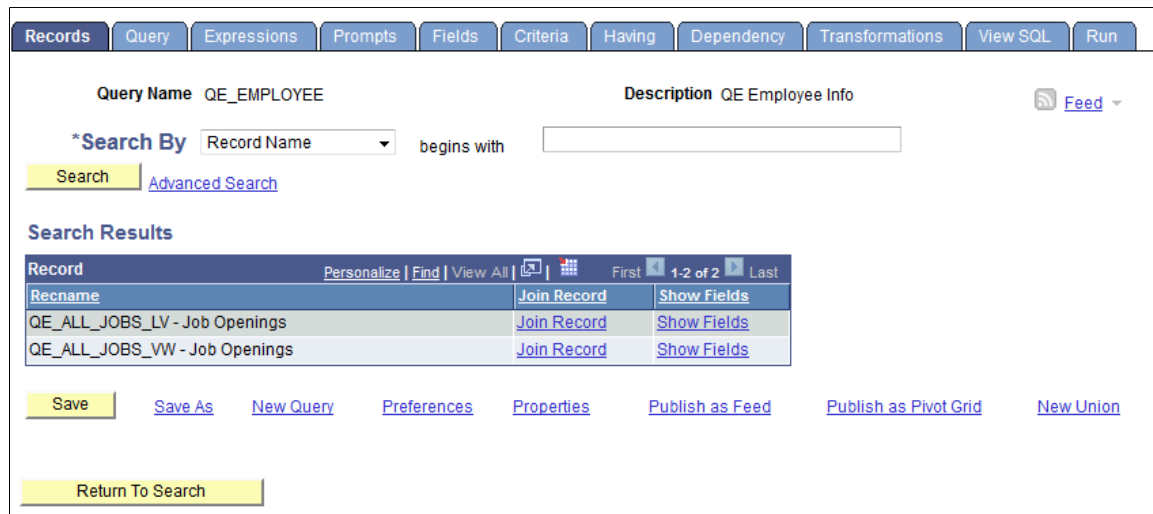 Records Query Expressions Prompts Fields Criteria Having Dependency Transformations View SQL Run
Query Name QE_EMPLOYEE Description QE Employee Info Feed
*Search By Record Name begins with
Search Advanced Search
Search Results
Record Personalize | Find | View All | | First 1-2 of 2 Last
Recname Join Record Show Fields
QE_ALL_JOBS_LV - Job Openings Join Record Show Fields
QE_ALL_JOBS_VW - Job Openings Join Record Show Fields
Save Save As New Query Preferences Properties Publish as Feed Publish as Pivot Grid New Union
Return To Search